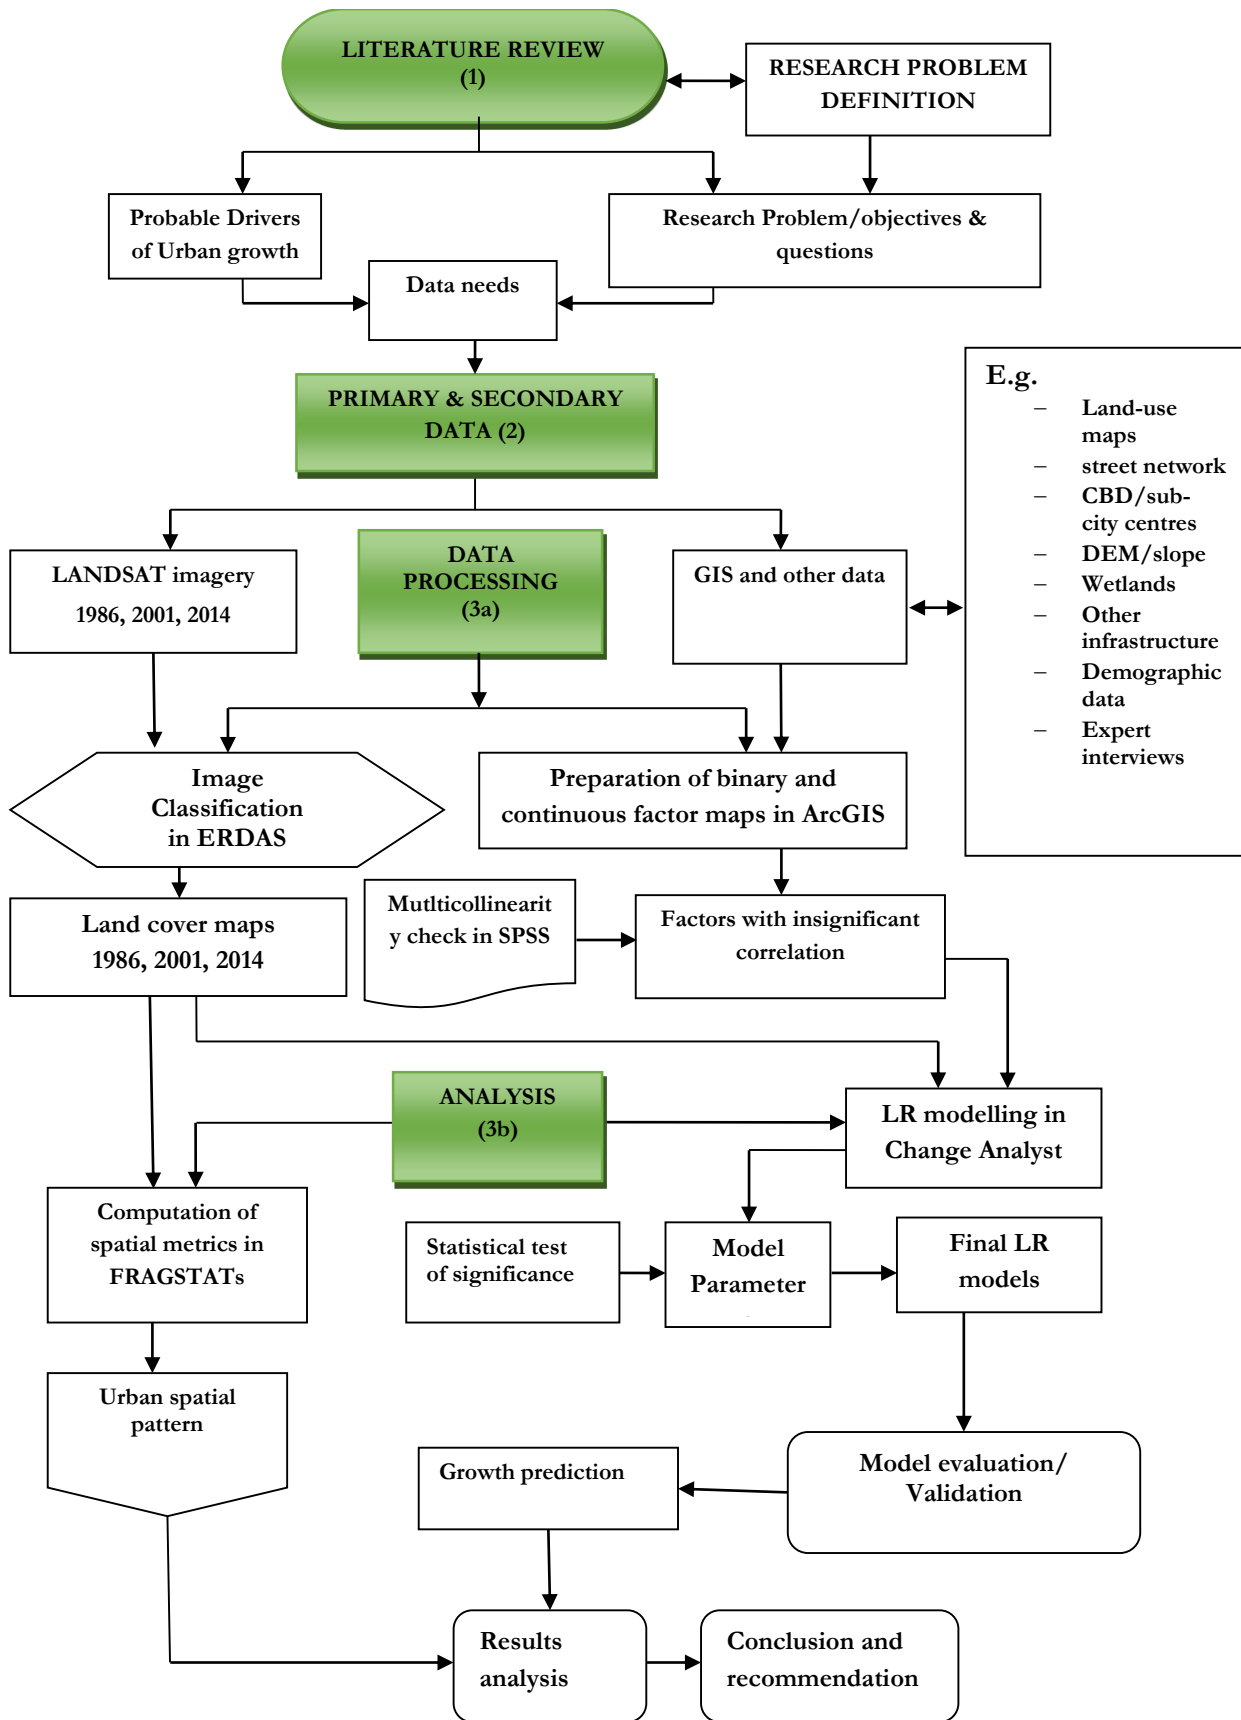 LITERATURE REVIEW
(1)
RESEARCH PROBLEM
DEFINITION
Probable Drivers
of Urban growth
Research Problem/objectives &
questions
Data needs
PRIMARY & SECONDARY
DATA (2)
E.g.
– Land-use
maps
– street network
– CBD/sub-
city centres
– DEM/slope
– Wetlands
– Other
infrastructure
– Demographic
data
– Expert
interviews
LANDSAT imagery
1986, 2001, 2014
DATA
PROCESSING
(3a)
GIS and other data
Image
Classification
in ERDAS
Preparation of binary and
continuous factor maps in ArcGIS
Land cover maps
1986, 2001, 2014
Mutlticollinearit
y check in SPSS
Factors with insignificant
correlation
ANALYSIS
(3b)
LR modelling in
Change Analyst
Computation of
spatial metrics in
FRAGSTATs
Statistical test
of significance
Model
Parameter
Final LR
models
Urban spatial
pattern
Growth prediction
Model evaluation/
Validation
Results
analysis
Conclusion and
recommendation